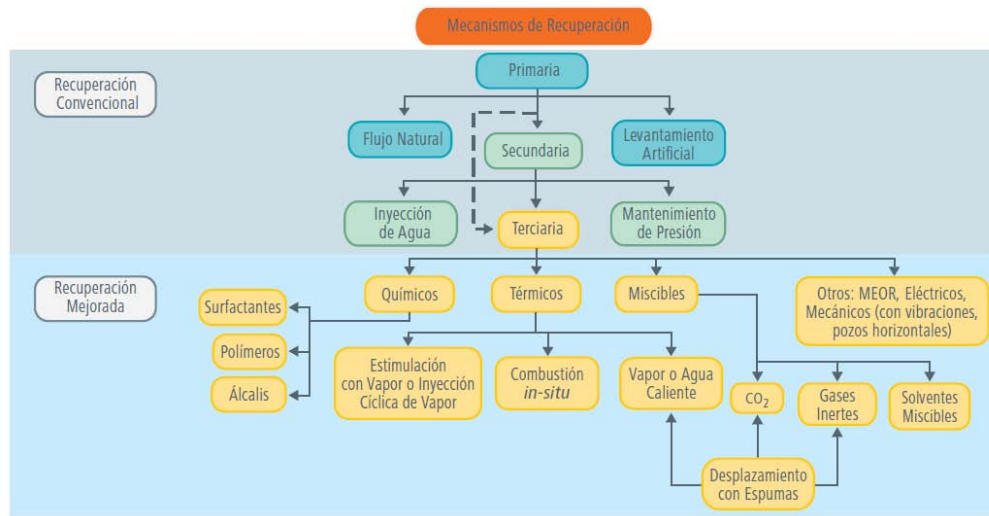 Mecanismos de Recuperación
Recuperación
Convencional
Primaria
Flujo Natural
Secundaria
Levantamiento
Artificial
Inyección
de Agua
Terciaria
Mantenimiento
de Presión
Recuperación
Mejorada
Químicos
Térmicos
Miscibles
Otros: MEOR, Eléctricos,
Mecánicos (con vibraciones,
pozos horizontales)
Surfactantes
Polímeros
Álcalis
Estimulación
con Vapor o Inyección
Cíclica de Vapor
Combustión
in-situ
Vapor o Agua
Caliente
CO₂
Gases
Inertes
Solventes
Miscibles
Desplazamiento
con Espumas